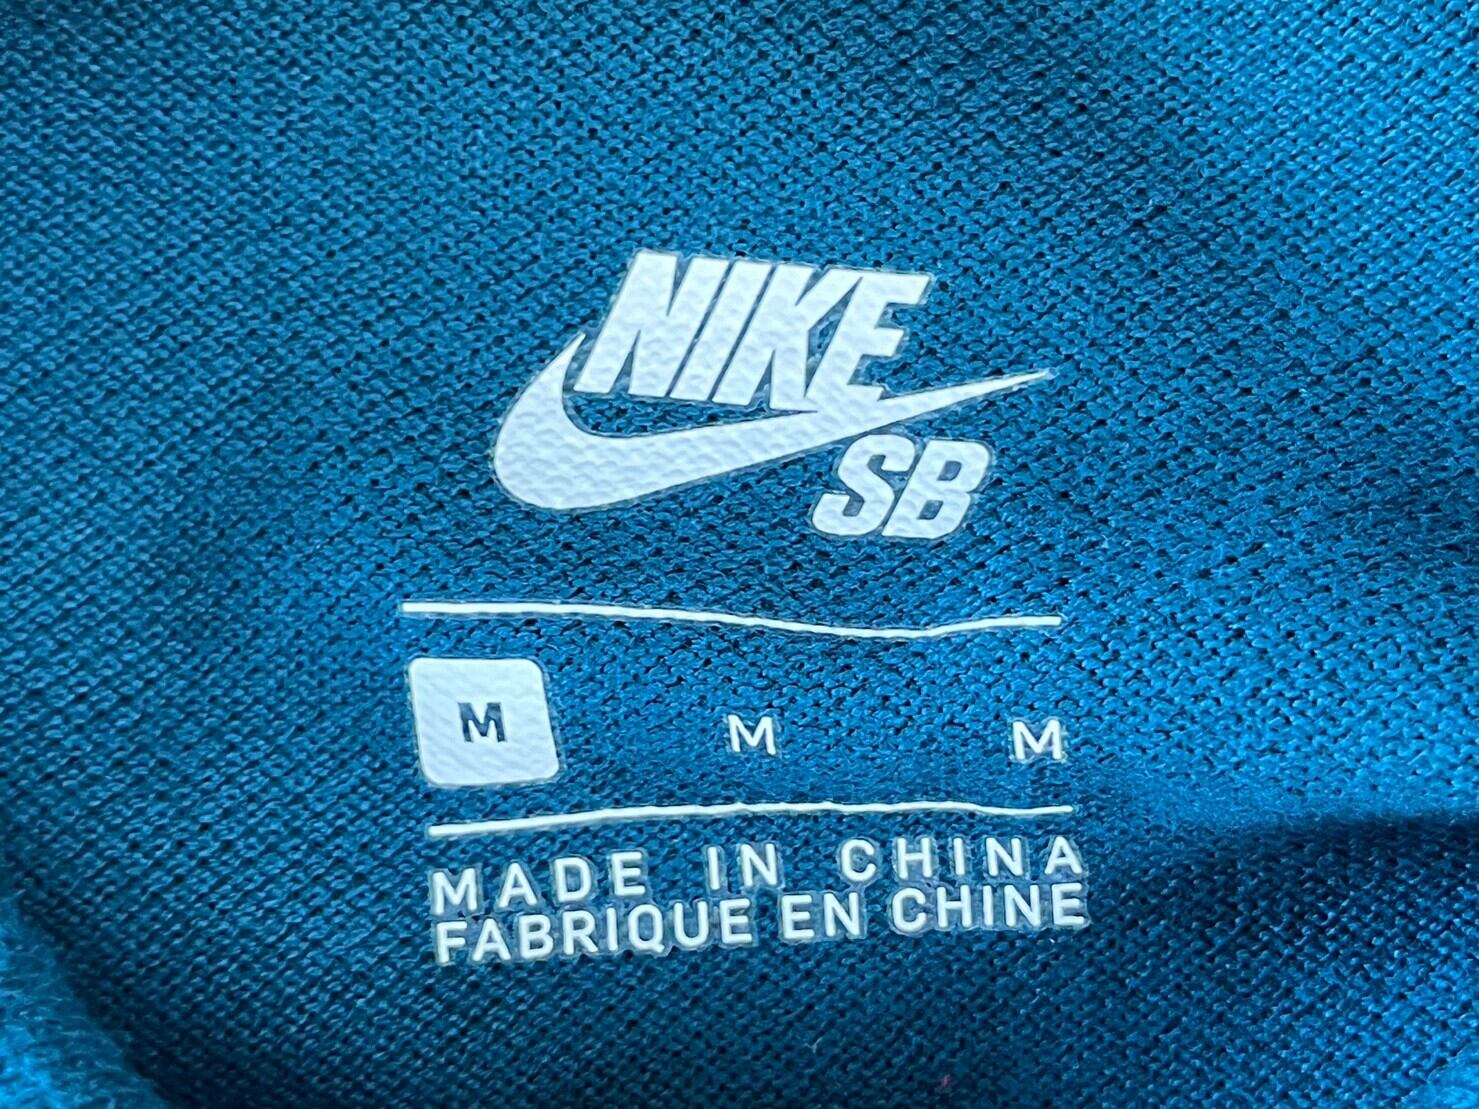 NIKE
SB
M M M
MADE IN CHINA
FABRIQUE EN CHINE